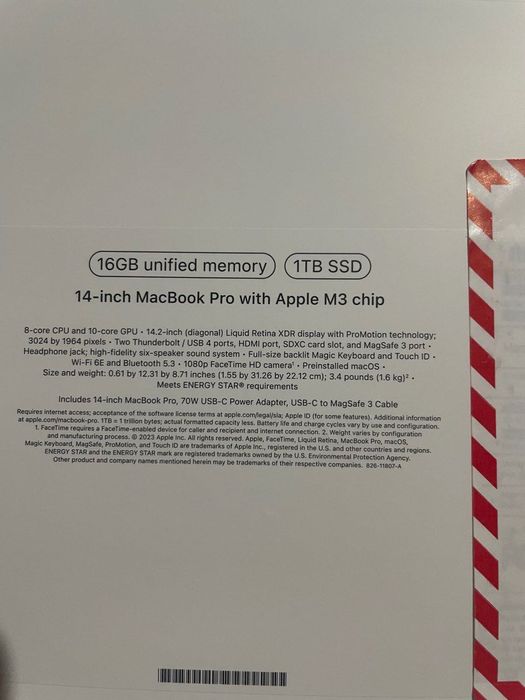 16GB unified memory 1TB SSD
14-inch MacBook Pro with Apple M3 chip
8-core CPU and 10-core GPU • 14.2-inch (diagonal) Liquid Retina XDR display with ProMotion technology;
3024 by 1964 pixels • Two Thunderbolt / USB 4 ports, HDMI port, SDXC card slot, and MagSafe 3 port •
Headphone jack; high-fidelity six-speaker sound system • Full-size backlit Magic Keyboard and Touch ID •
Wi-Fi 6E and Bluetooth 5.3 • 1080p FaceTime HD camera¹ • Preinstalled macOS •
Size and weight: 0.61 by 12.31 by 8.71 inches (1.55 by 31.26 by 22.12 cm); 3.4 pounds (1.6 kg)² •
Meets ENERGY STAR® requirements
Includes 14-inch MacBook Pro, 70W USB-C Power Adapter, USB-C to MagSafe 3 Cable
Requires internet access; acceptance of the software license terms at apple.com/legal/sla; Apple ID (for some features). Additional information
at apple.com/macbook-pro. 1TB = 1 trillion bytes; actual formatted capacity less. Battery life and charge cycles vary by use and configuration.
1. FaceTime requires a FaceTime-enabled device for caller and recipient and internet connection. 2. Weight varies by configuration
and manufacturing process. © 2023 Apple Inc. All rights reserved. Apple, FaceTime, Liquid Retina, MacBook Pro, macOS,
Magic Keyboard, MagSafe, ProMotion, and Touch ID are trademarks of Apple Inc., registered in the U.S. and other countries and regions.
ENERGY STAR and the ENERGY STAR mark are registered trademarks owned by the U.S. Environmental Protection Agency.
Other product and company names mentioned herein may be trademarks of their respective companies. 826-11807-A